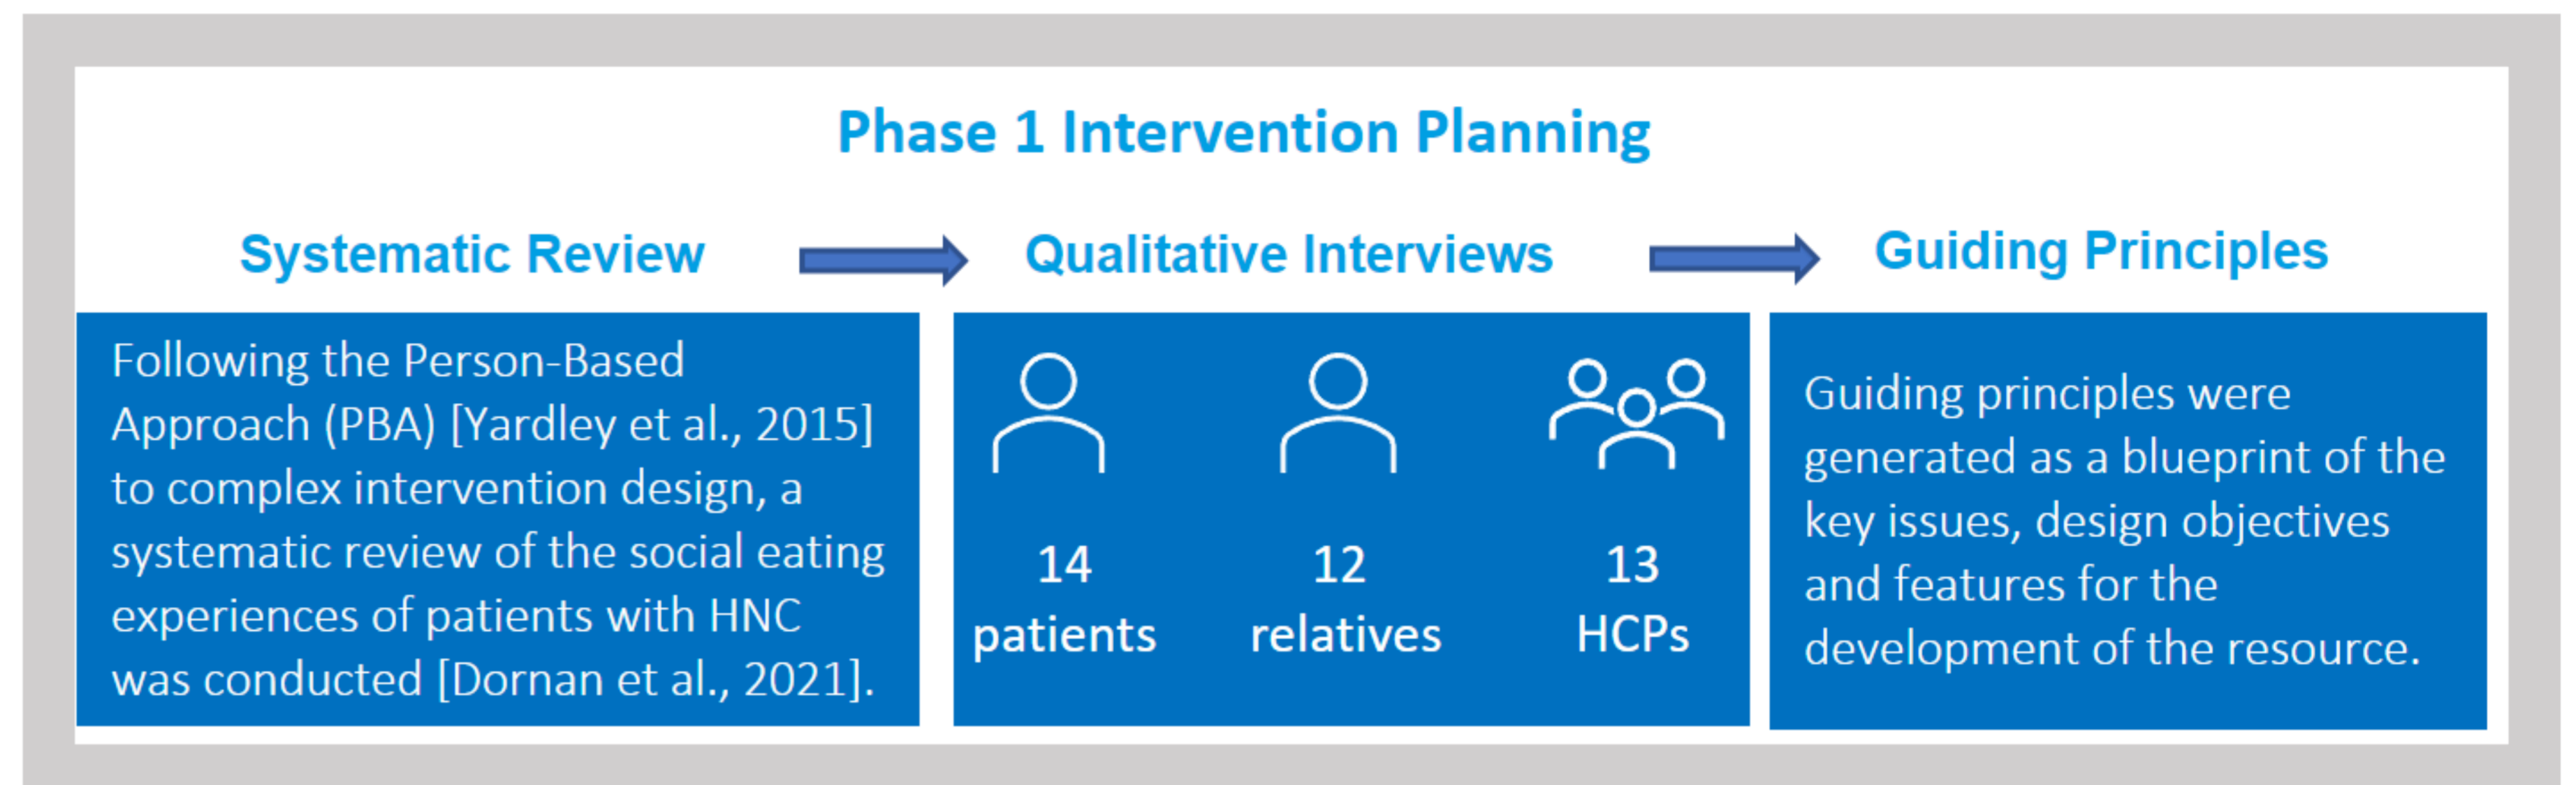 Phase 1 Intervention Planning
Systematic Review
Qualitative Interviews
Guiding Principles
Following the Person-Based
Approach (PBA) [Yardley et al., 2015]
to complex intervention design, a
systematic review of the social eating
experiences of patients with HNC
was conducted [Dornan et al., 2021].
14
patients
12
relatives
13
HCPs
Guiding principles were
generated as a blueprint of the
key issues, design objectives
and features for the
development of the resource.